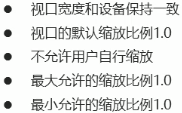 ● 视口宽度和设备保持一致
● 视口的默认缩放比例1.0
● 不允许用户自行缩放
● 最大允许的缩放比例1.0
● 最小允许的缩放比例1.0